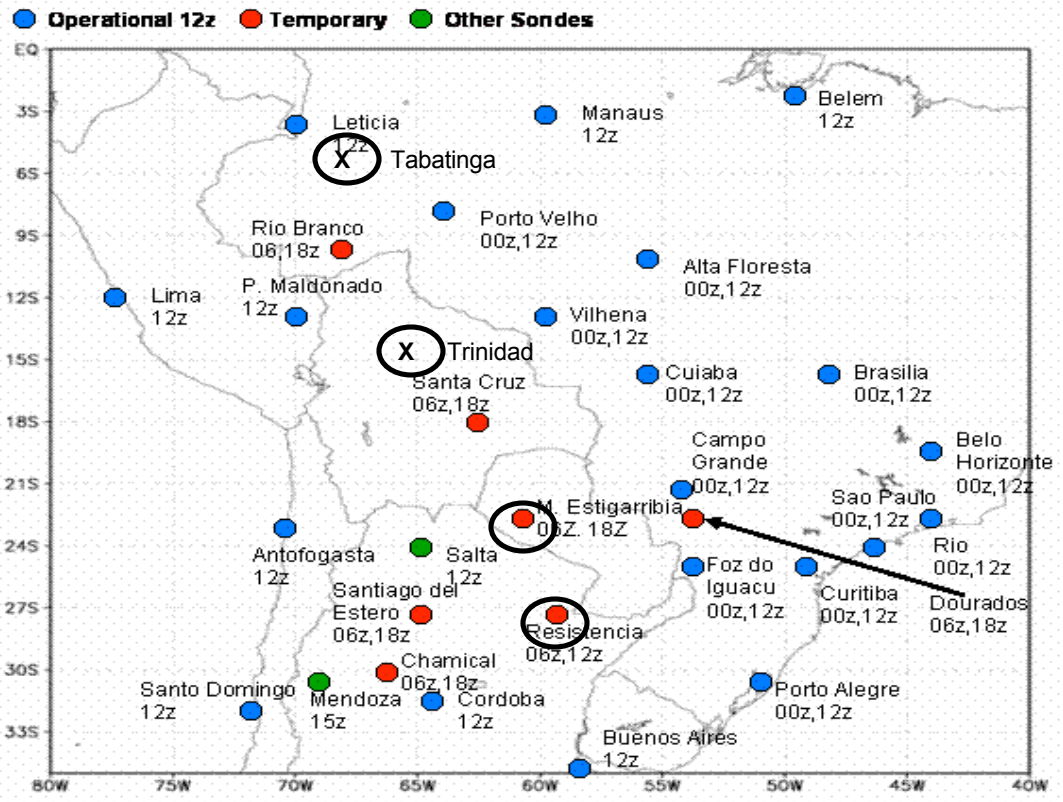 Operational 12z Temporary Other Sondes
EQ
3S
6S
9S
12S
15S
18S
21S
24S
27S
30S
33S
80W 75W 70W 65W 60W 55W 50W 45W 40W
Belem
12z
Manaus
12z
Leticia
12z
X Tabatinga
Porto Velho
00z,12z
Rio Branco
06,18z
Alta Floresta
00z,12z
P. Maldonado
12z
Lima
12z
Vilhena
00z,12z
X Trinidad
Santa Cruz
06z,18z
Cuiaba
00z,12z
Brasilia
00z,12z
Campo
Grande
00z,12z
Belo
Horizonte
00z,12z
Sao Paulo
00z,12z
M. Estigarribia
06Z. 18Z
Rio
00z,12z
Antofogasta
12z
Salta
12z
Foz do
Iguacu
00z,12z
Curitiba
00z,12z
Dourados
06z,18z
Santiago del
Estero
06z,18z
Resistencia
06z,12z
Chamical
06z,18z
Santo Domingo
12z
Mendoza
15z
Cordoba
12z
Porto Alegre
00z,12z
Buenos Aires
12z